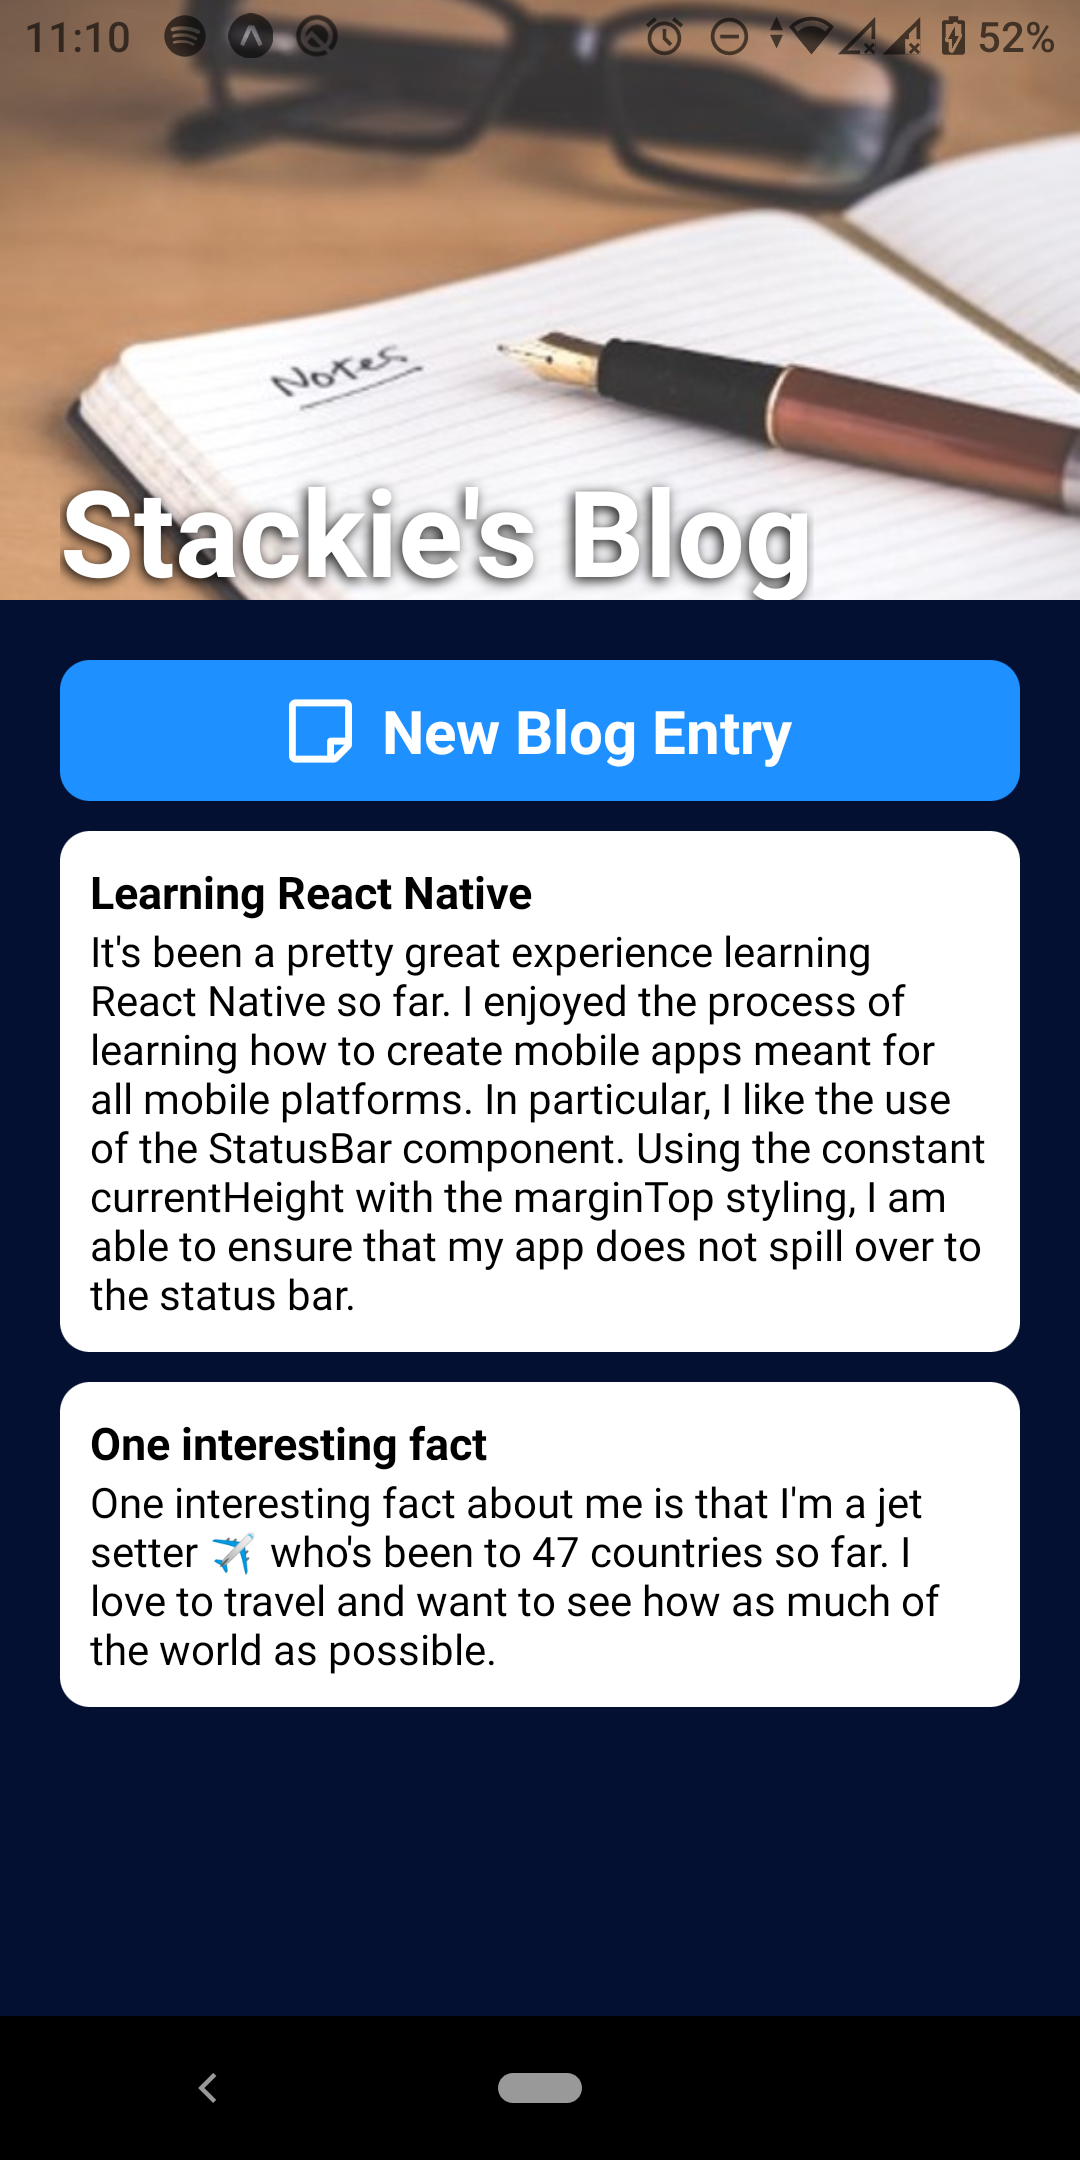 11:10
52%
Notes
Stackie's Blog
New Blog Entry
Learning React Native
It's been a pretty great experience learning
React Native so far. I enjoyed the process of
learning how to create mobile apps meant for
all mobile platforms. In particular, I like the use
of the StatusBar component. Using the constant
currentHeight with the marginTop styling, I am
able to ensure that my app does not spill over to
the status bar.
One interesting fact
One interesting fact about me is that I'm a jet
setter ✈️ who's been to 47 countries so far. I
love to travel and want to see how as much of
the world as possible.